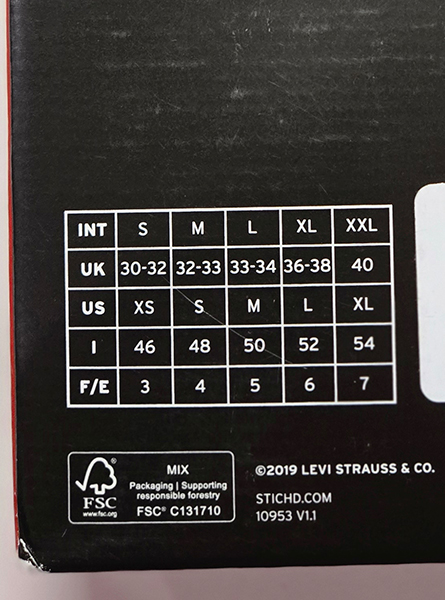 INT S M L XL XXL
UK 30-32 32-33 33-34 36-38 40
US XS S M L XL
I 46 48 50 52 54
F/E 3 4 5 6 7
FSC
www.fsc.org
MIX
Packaging | Supporting
responsible forestry
FSC® C131710
©2019 LEVI STRAUSS & CO.
STICHD.COM
10953 V1.1